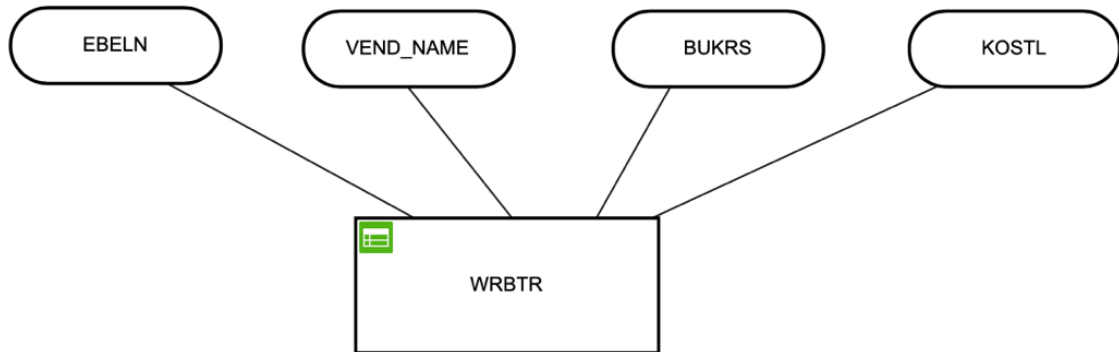 EBELN
VEND_NAME
BUKRS
KOSTL
WRBTR